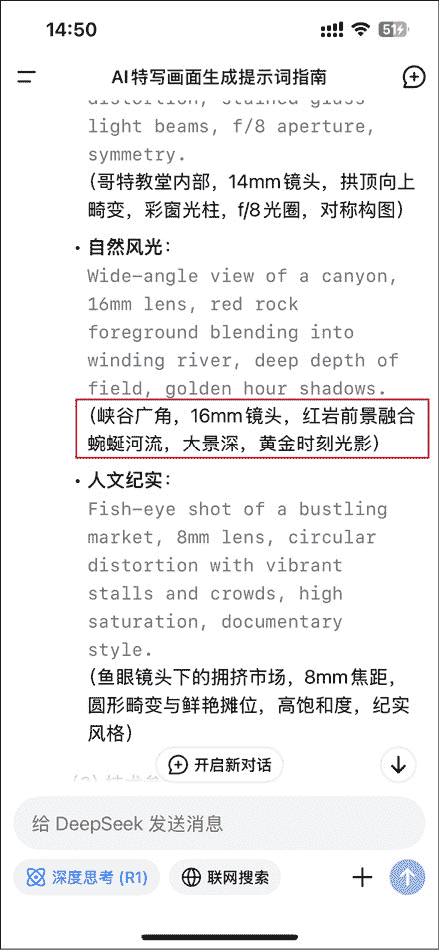 14:50
51
AI特写画面生成提示词指南
distortion, stained glass
light beams, f/8 aperture,
symmetry.
(哥特教堂内部，14mm镜头，拱顶向上
畸变，彩窗光柱，f/8光圈，对称构图)
• 自然风光：
Wide-angle view of a canyon,
16mm lens, red rock
foreground blending into
winding river, deep depth of
field, golden hour shadows.
(峡谷广角，16mm镜头，红岩前景融合
蜿蜒河流，大景深，黄金时刻光影)
• 人文纪实：
Fish-eye shot of a bustling
market, 8mm lens, circular
distortion with vibrant
stalls and crowds, high
saturation, documentary
style.
(鱼眼镜头下的拥挤市场，8mm焦距，
圆形畸变与鲜艳摊位，高饱和度，纪实
风格)
开启新对话
给 DeepSeek 发送消息
深度思考 (R1)
联网搜索